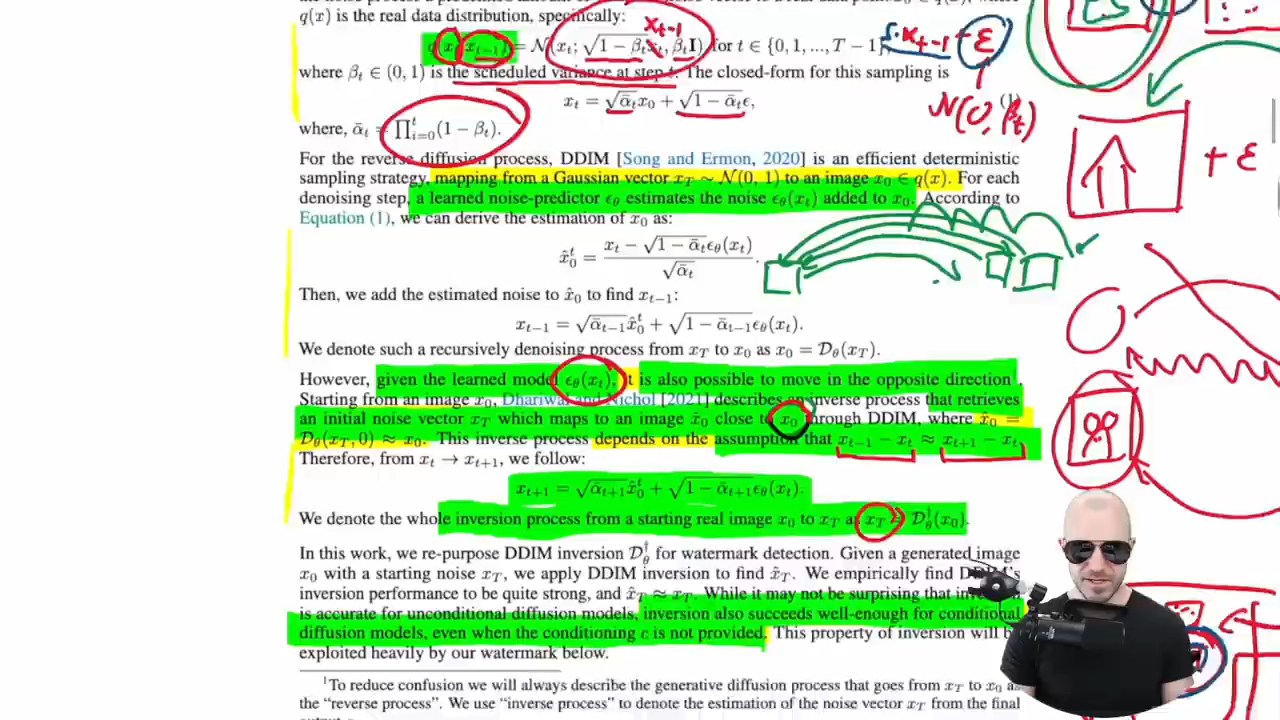 q(x) is the real data distribution, specifically:
x_{t-1}
q(x_t|x_{t-1}) = N(x_t; √(1 − β_t)x_t, β_t I) for t ∈ {0, 1, ..., T − 1}
x_{t-1} + ε
where β_t ∈ (0, 1) is the scheduled variance at step t. The closed-form for this sampling is
x_t = √ᾱ_t x_0 + √(1 − ᾱ_t) ε,
(1)
N(0, β_t)
where, ᾱ_t = ∏_{i=0}^t (1 − β_t).
+ ε
For the reverse diffusion process, DDIM [Song and Ermon, 2020] is an efficient deterministic
sampling strategy, mapping from a Gaussian vector x_T ∼ N(0, 1) to an image x_0 ∈ q(x). For each
denoising step, a learned noise-predictor ϵ_θ estimates the noise ϵ_θ(x_t) added to x_0. According to
Equation (1), we can derive the estimation of x_0 as:
x̂_0^t = (x_t − √(1 − ᾱ_t) ϵ_θ(x_t)) / √ᾱ_t .
Then, we add the estimated noise to x̂_0 to find x_{t−1}:
x_{t−1} = √ᾱ_{t−1} x̂_0^t + √(1 − ᾱ_{t−1}) ϵ_θ(x_t).
We denote such a recursively denoising process from x_T to x_0 as x_0 = D_θ(x_T).
However, given the learned model ϵ_θ(x_t), it is also possible to move in the opposite direction¹.
Starting from an image x_0, Dhariwal and Nichol [2021] describes an inverse process that retrieves
an initial noise vector x_T which maps to an image x̂_0 close to x_0 through DDIM, where x̂_0 =
D_θ(x_T, 0) ≈ x_0. This inverse process depends on the assumption that x_{t−1} − x_t ≈ x_{t+1} − x_t.
Therefore, from x_t → x_{t+1}, we follow:
x_{t+1} = √ᾱ_{t+1} x̂_0^t + √(1 − ᾱ_{t+1}) ϵ_θ(x_t).
We denote the whole inversion process from a starting real image x_0 to x_T as x_T = D_θ^†(x_0).
In this work, we re-purpose DDIM inversion D_θ^† for watermark detection. Given a generated image
x_0 with a starting noise x_T, we apply DDIM inversion to find x̂_T. We empirically find DDIM's
inversion performance to be quite strong, and x̂_T ≈ x_T. While it may not be surprising that
is accurate for unconditional diffusion models, inversion also succeeds well-enough for conditional
diffusion models, even when the conditioning c is not provided. This property of inversion will be
exploited heavily by our watermark below.
¹To reduce confusion we will always describe the generative diffusion process that goes from x_T to x_0 as
the "reverse process". We use "inverse process" to denote the estimation of the noise vector x_T from the final